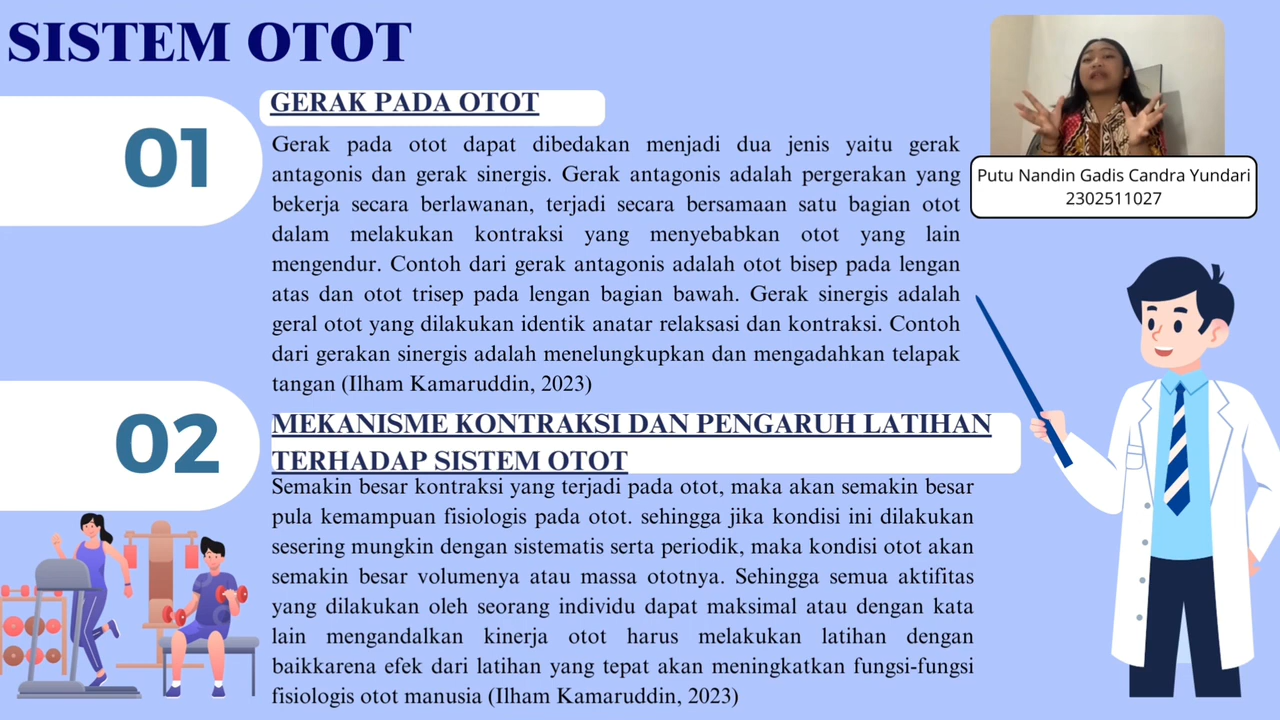 SISTEM OTOT
01
GERAK PADA OTOT
Gerak pada otot dapat dibedakan menjadi dua jenis yaitu gerak
antagonis dan gerak sinergis. Gerak antagonis adalah pergerakan yang
bekerja secara berlawanan, terjadi secara bersamaan satu bagian otot
dalam melakukan kontraksi yang menyebabkan otot yang lain
mengendur. Contoh dari gerak antagonis adalah otot bisep pada lengan
atas dan otot trisep pada lengan bagian bawah. Gerak sinergis adalah
geral otot yang dilakukan identik anatar relaksasi dan kontraksi. Contoh
dari gerakan sinergis adalah menelungkupkan dan mengadahkan telapak
tangan (Ilham Kamaruddin, 2023)
Putu Nandin Gadis Candra Yundari
2302511027
02
MEKANISME KONTRAKSI DAN PENGARUH LATIHAN
TERHADAP SISTEM OTOT
Semakin besar kontraksi yang terjadi pada otot, maka akan semakin besar
pula kemampuan fisiologis pada otot. sehingga jika kondisi ini dilakukan
sesering mungkin dengan sistematis serta periodik, maka kondisi otot akan
semakin besar volumenya atau massa ototnya. Sehingga semua aktifitas
yang dilakukan oleh seorang individu dapat maksimal atau dengan kata
lain mengandalkan kinerja otot harus melakukan latihan dengan
baikkarena efek dari latihan yang tepat akan meningkatkan fungsi-fungsi
fisiologis otot manusia (Ilham Kamaruddin, 2023)